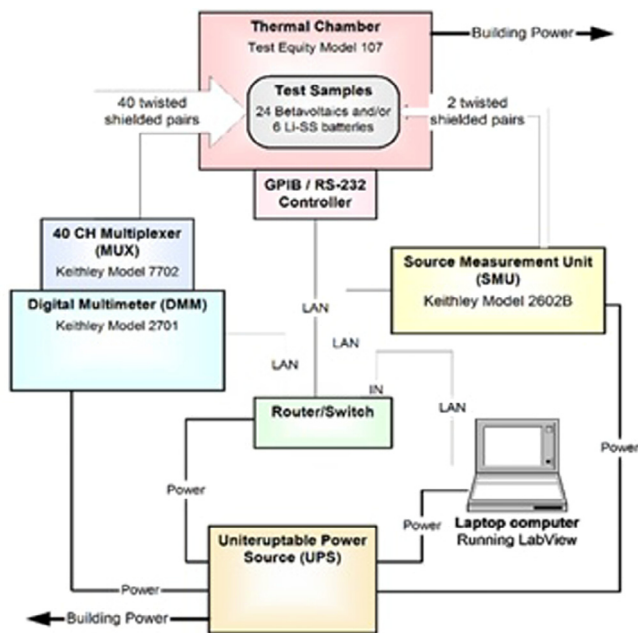 Thermal Chamber
Test Equity Model 107
Building Power
Test Samples
24 Betavoltaics and/or
6 Li-SS batteries
40 twisted
shielded pairs
2 twisted
shielded pairs
GPIB / RS-232
Controller
40 CH Multiplexer
(MUX)
Keithley Model 7702
Digital Multimeter (DMM)
Keithley Model 2701
Source Measurement Unit
(SMU)
Keithley Model 2602B
LAN
LAN
LAN
IN
LAN
Router/Switch
Power
Power
Power
Laptop computer
Running LabView
Uniteruptable Power
Source (UPS)
Power
Building Power